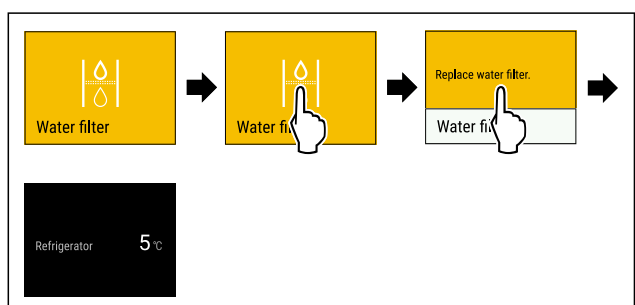 Water filter
Water fi
Replace water filter.
Water fi
Refrigerator 5 °C